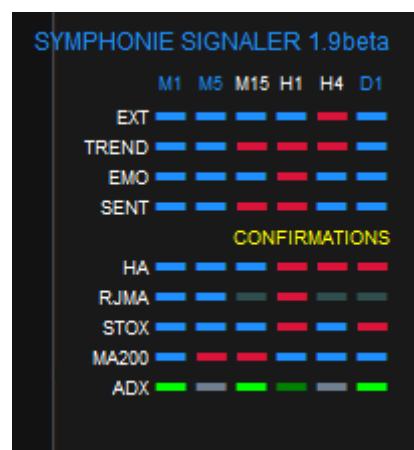 SYMPHONIE SIGNALER 1.9beta
M1 M5 M15 H1 H4 D1
EXT
TREND
EMO
SENT
CONFIRMATIONS
HA
RJMA
STOX
MA200
ADX